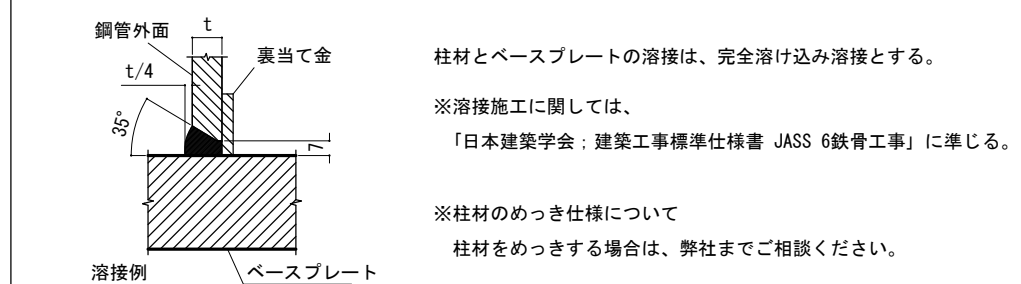 鋼管外面
t
裏当て金
t/4
35°
7
溶接例
ベースプレート
柱材とベースプレートの溶接は、完全溶け込み溶接とする。
※溶接施工に関しては、
「日本建築学会；建築工事標準仕様書 JASS 6鉄骨工事」に準じる。
※柱材のめっき仕様について
柱材をめっきする場合は、弊社までご相談ください。